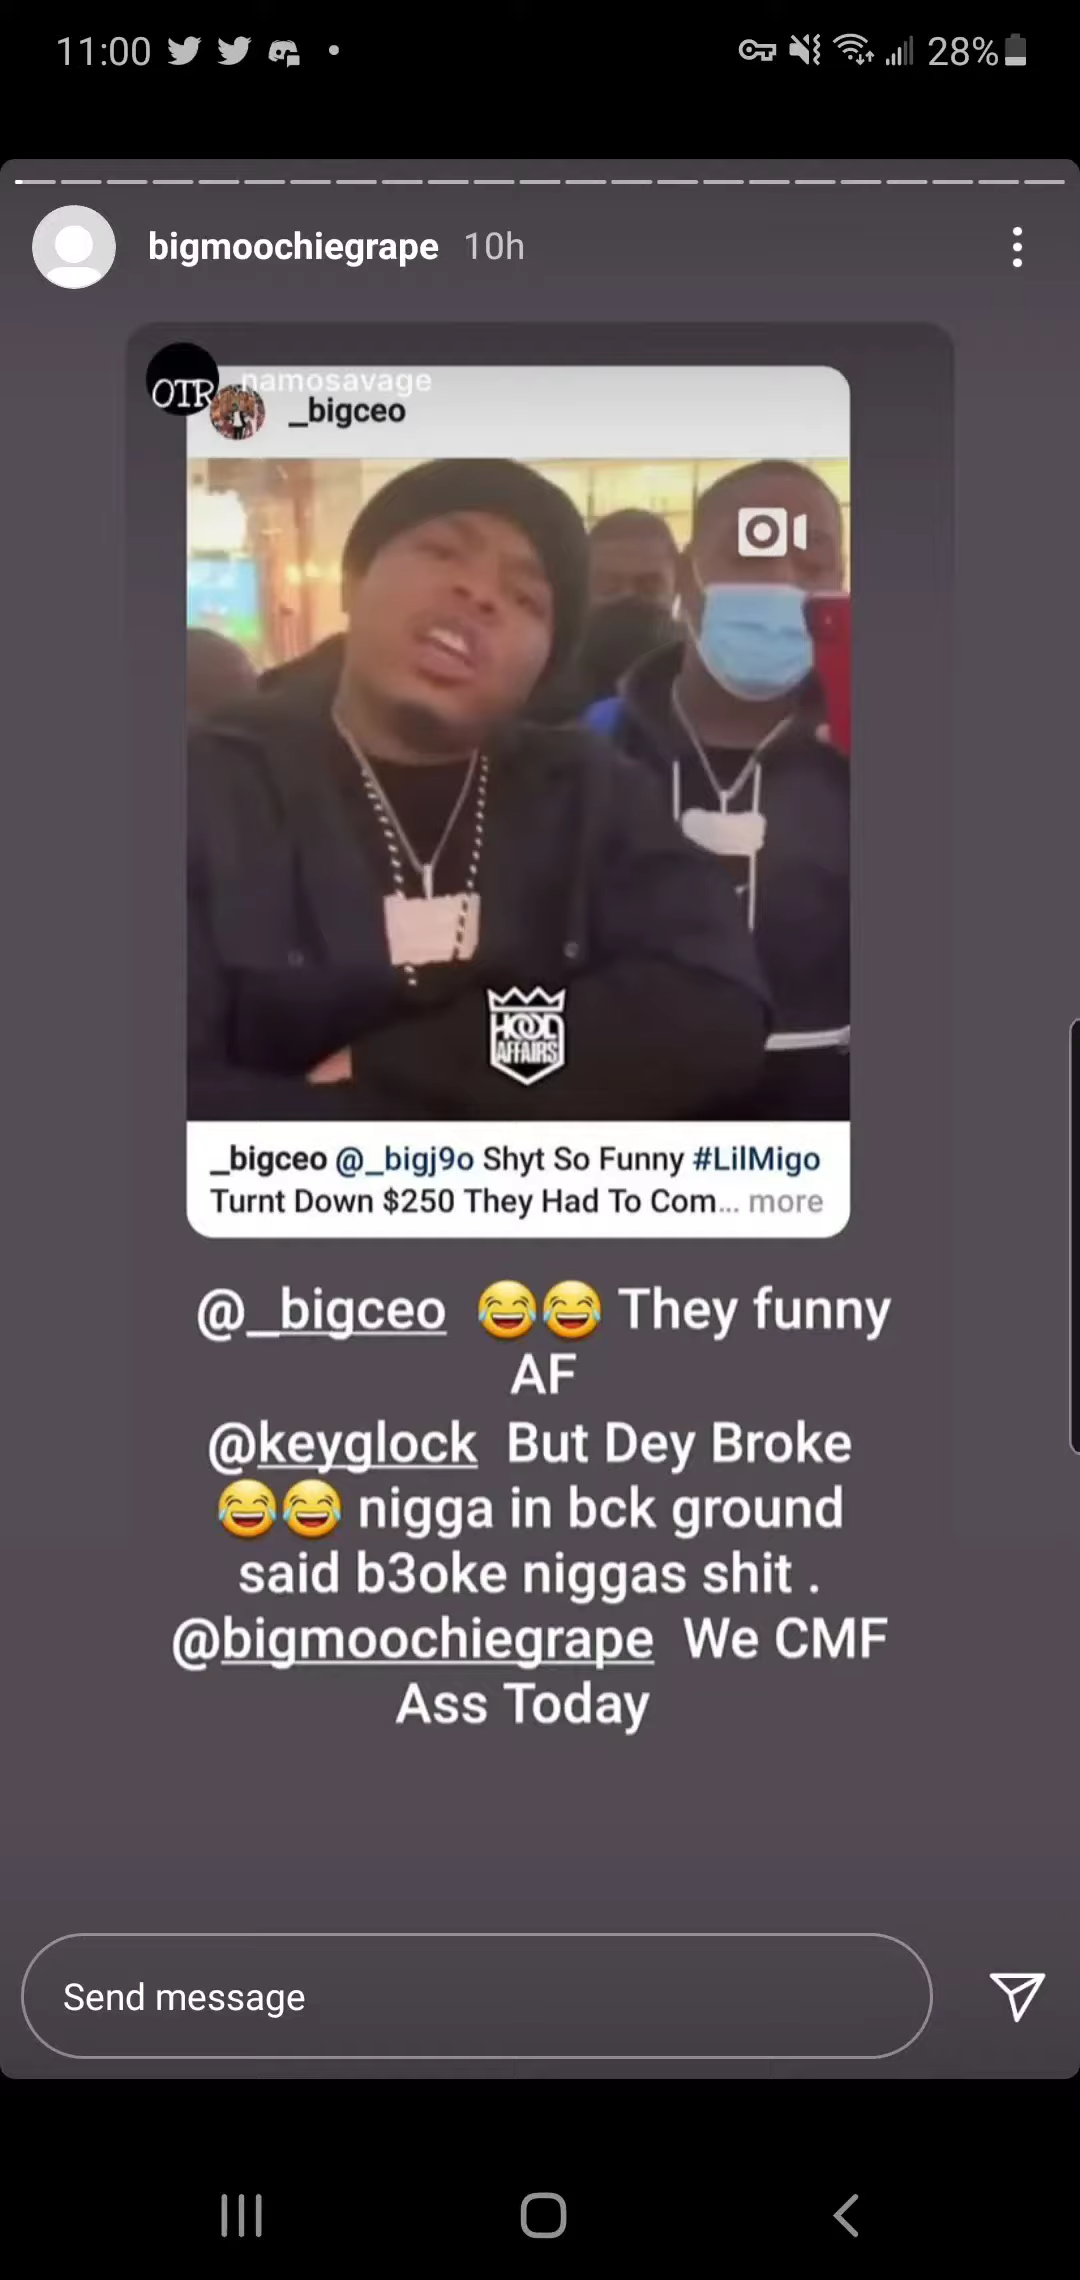 11:00
28%
bigmoochiegrape 10h
OTR
namosavage
_bigceo
HOOD
AFFAIRS
_bigceo @_bigj9o Shyt So Funny #LilMigo
Turnt Down $250 They Had To Com... more
@_bigceo 😂😂 They funny
AF
@keyglock But Dey Broke
😂😂 nigga in bck ground
said b3oke niggas shit .
@bigmoochiegrape We CMF
Ass Today
Send message